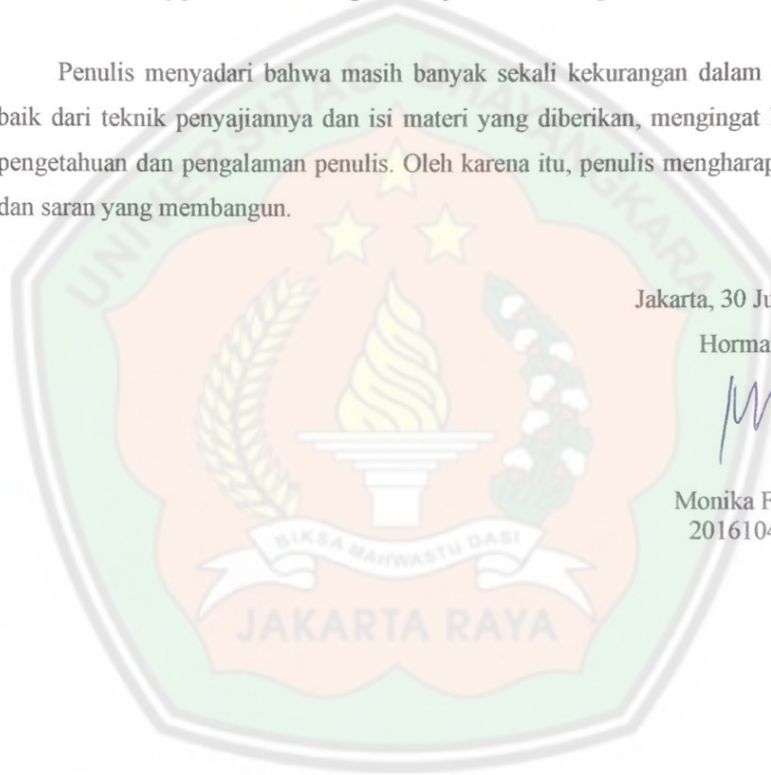 Penulis menyadari bahwa masih banyak sekali kekurangan dalam
baik dari teknik penyajiannya dan isi materi yang diberikan, mengingat
pengetahuan dan pengalaman penulis. Oleh karena itu, penulis mengharap
dan saran yang membangun.
UNIVERSITAS BHAYANGKARA
Jakarta, 30 Ju
Horma
Monika F
2016104
BIKSA MAHWASTU DASI
JAKARTA RAYA